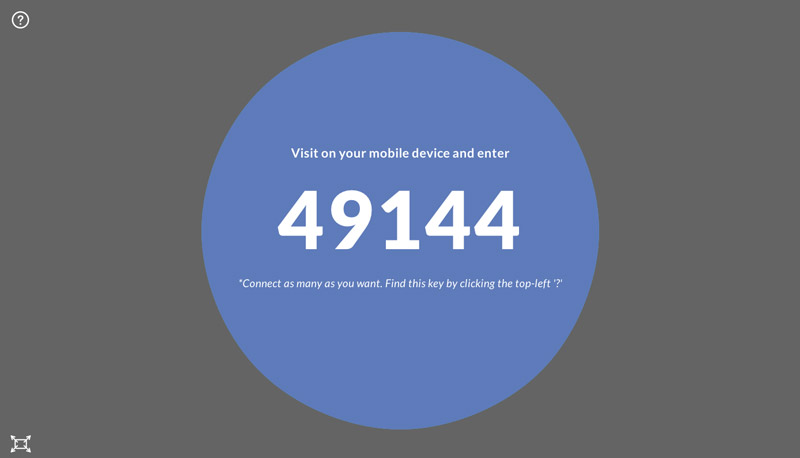 ?
Visit on your mobile device and enter
49144
*Connect as many as you want. Find this key by clicking the top-left '?'